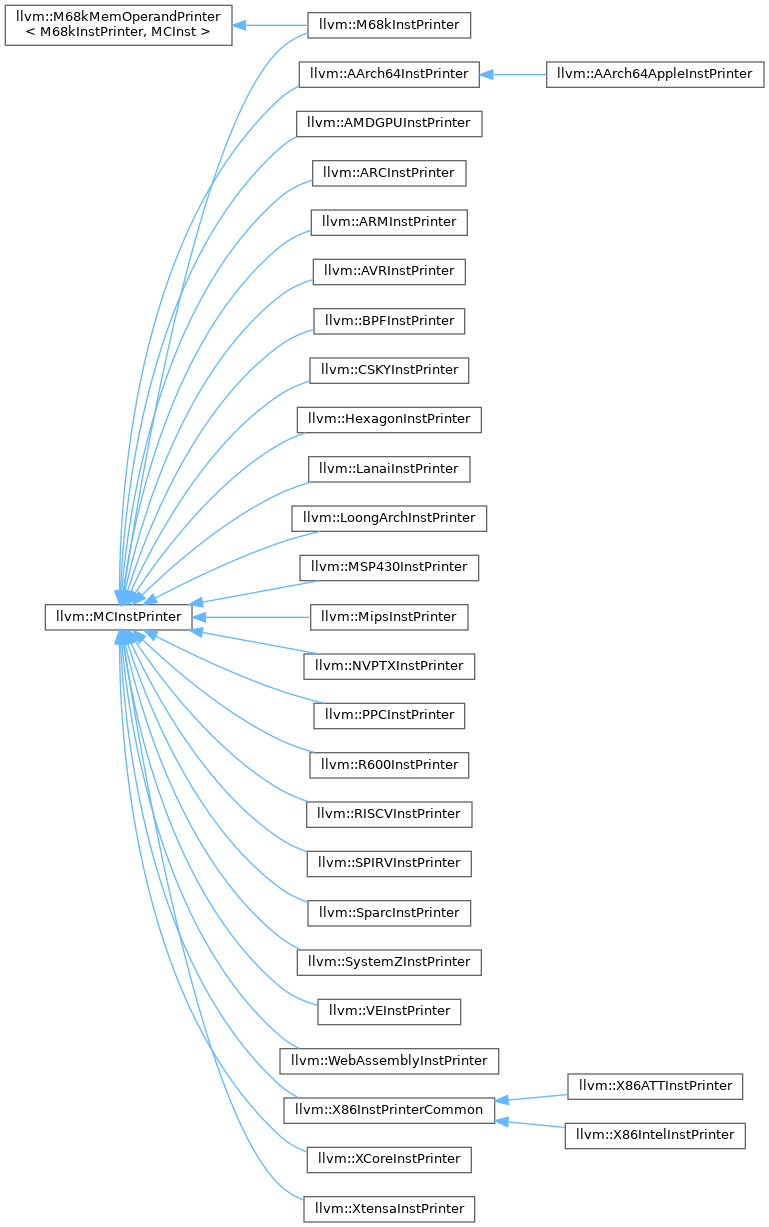 llvm::M68kMemOperandPrinter
< M68kInstPrinter, MCInst >
llvm::M68kInstPrinter
llvm::AArch64InstPrinter
llvm::AArch64AppleInstPrinter
llvm::AMDGPUInstPrinter
llvm::ARCInstPrinter
llvm::ARMInstPrinter
llvm::AVRInstPrinter
llvm::BPFInstPrinter
llvm::CSKYInstPrinter
llvm::HexagonInstPrinter
llvm::LanaiInstPrinter
llvm::LoongArchInstPrinter
llvm::MSP430InstPrinter
llvm::MCInstPrinter
llvm::MipsInstPrinter
llvm::NVPTXInstPrinter
llvm::PPCInstPrinter
llvm::R600InstPrinter
llvm::RISCVInstPrinter
llvm::SPIRVInstPrinter
llvm::SparcInstPrinter
llvm::SystemZInstPrinter
llvm::VEInstPrinter
llvm::WebAssemblyInstPrinter
llvm::X86ATTInstPrinter
llvm::X86InstPrinterCommon
llvm::X86IntelInstPrinter
llvm::XCoreInstPrinter
llvm::XtensaInstPrinter